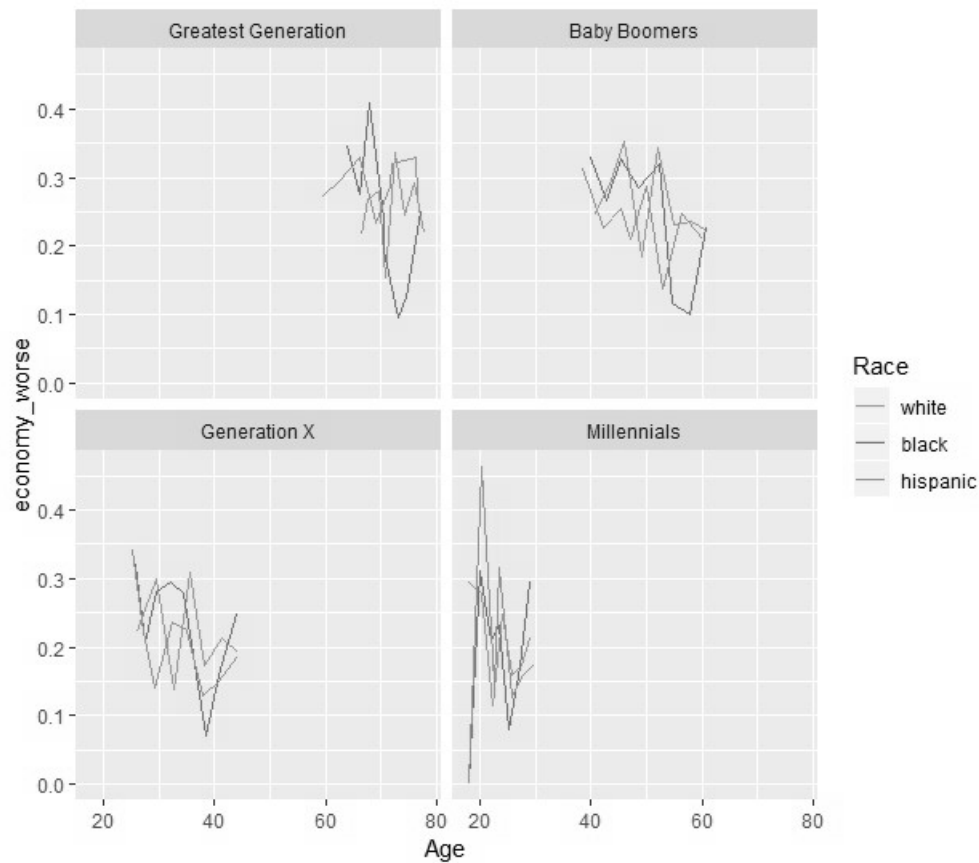 Greatest Generation
Baby Boomers
0.4
0.3
0.2
0.1
0.0
economy_worse
Generation X
Millennials
0.4
0.3
0.2
0.1
0.0
20
40
60
80
20
40
60
80
Age
Race
white
black
hispanic